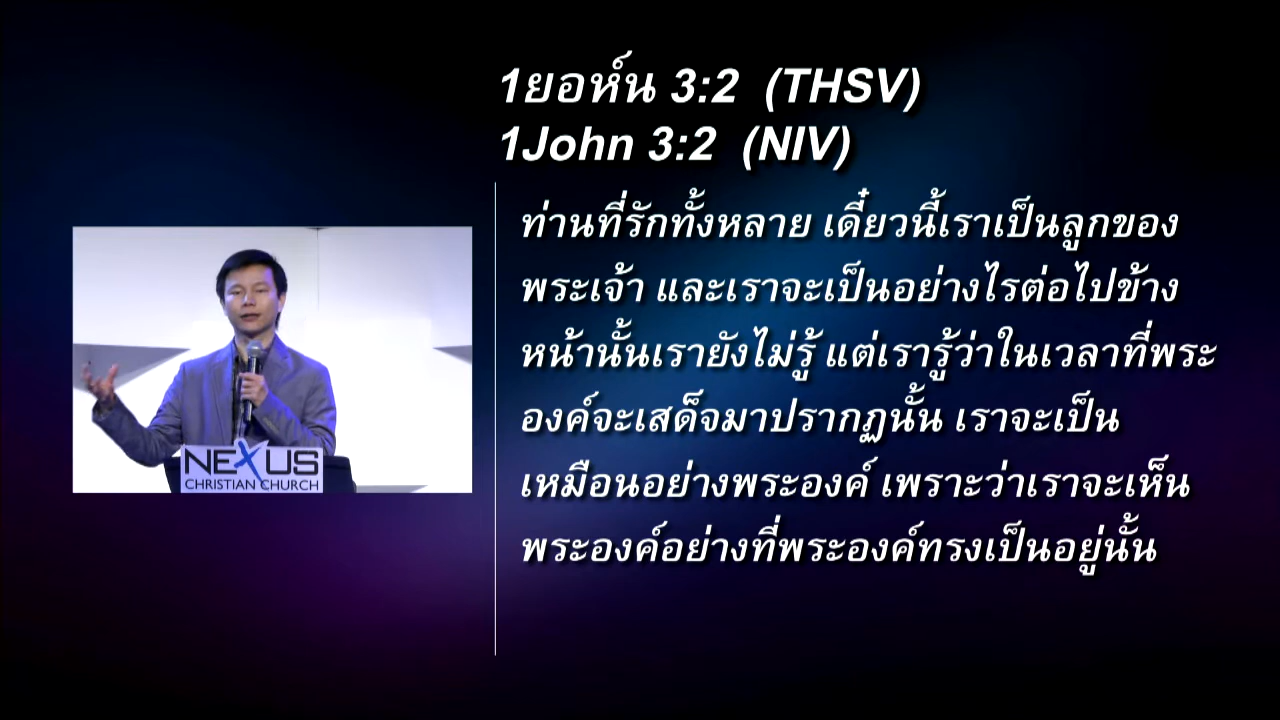 1ยอห์น 3:2 (THSV)
1John 3:2 (NIV)
ท่านที่รักทั้งหลาย เดี๋ยวนี้เราเป็นลูกของ
พระเจ้า และเราจะเป็นอย่างไรต่อไปข้าง
หน้านั้นเรายังไม่รู้ แต่เรารู้ว่าในเวลาที่พระ
องค์จะเสด็จมาปรากฏนั้น เราจะเป็น
เหมือนอย่างพระองค์ เพราะว่าเราจะเห็น
พระองค์อย่างที่พระองค์ทรงเป็นอยู่นั้น
NEXUS
CHRISTIAN CHURCH